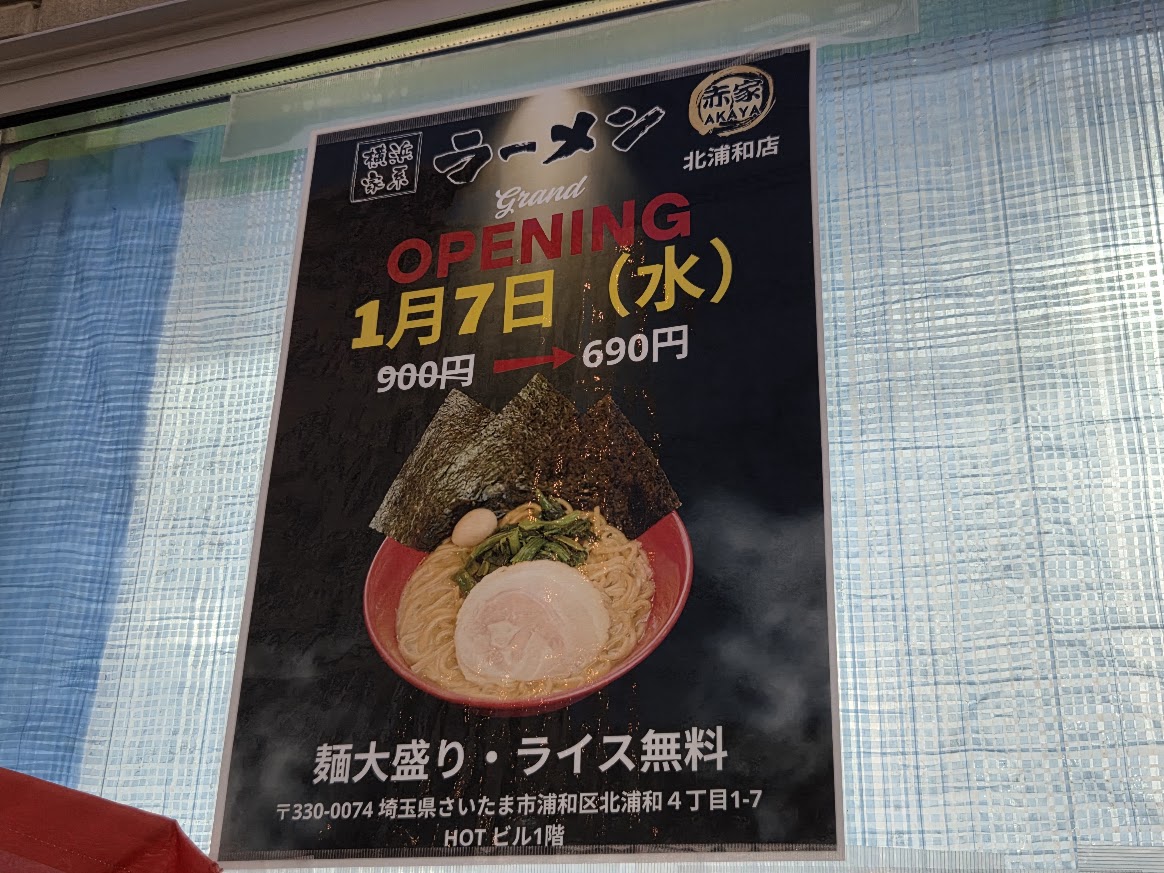 横浜家系
ラーメン
赤家
AKAYA
北浦和店
Grand
OPENING
1月7日（水）
900円 → 690円
麺大盛り・ライス無料
〒330-0074 埼玉県さいたま市浦和区北浦和４丁目1-7
HOT ビル1階